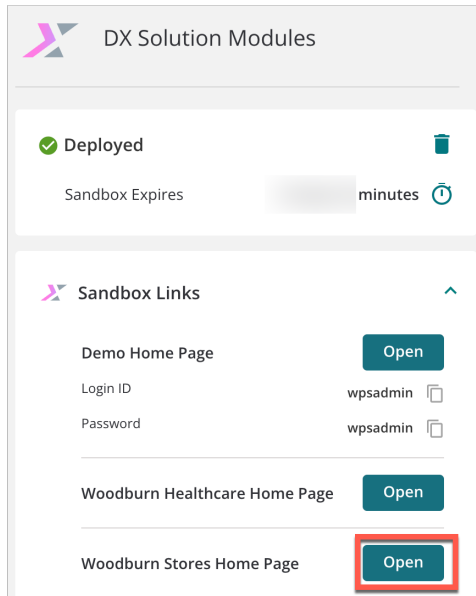 DX Solution Modules
Deployed
Sandbox Expires minutes
Sandbox Links
Demo Home Page Open
Login ID wpsadmin
Password wpsadmin
Woodburn Healthcare Home Page Open
Woodburn Stores Home Page Open